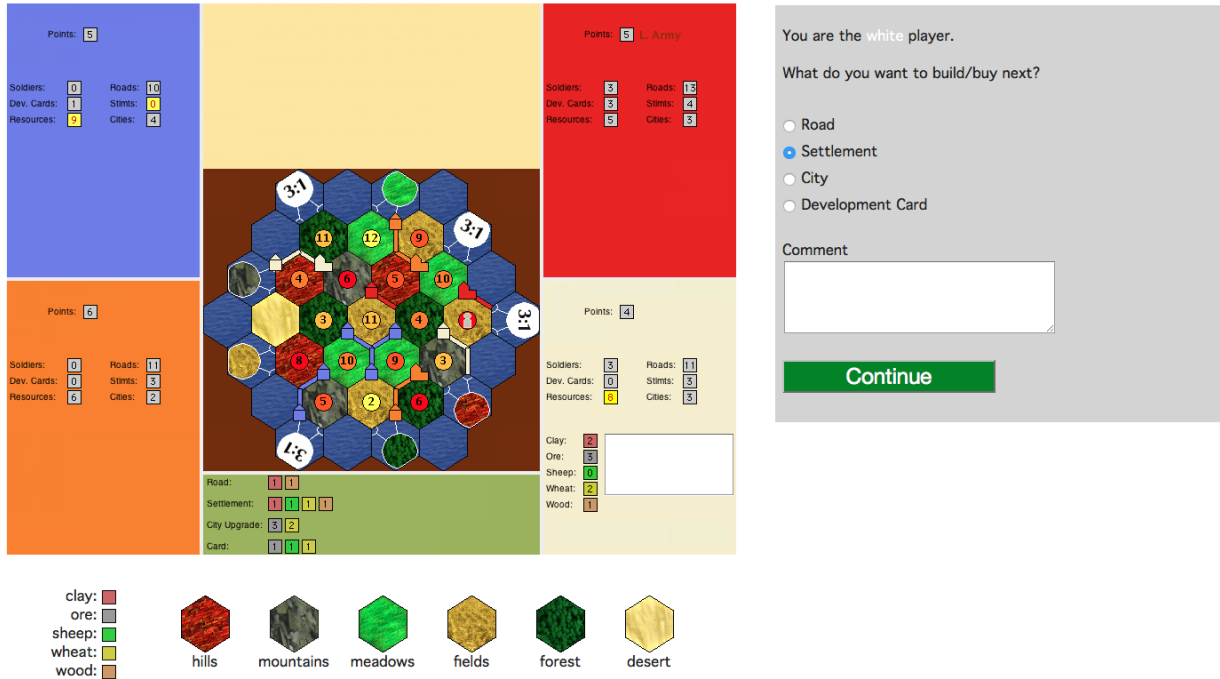 Points: 5
Soldiers: 0 Roads: 10
Dev. Cards: 1 Stlmts: 0
Resources: 9 Cities: 4
Points: 5 L. Army
Soldiers: 3 Roads: 13
Dev. Cards: 3 Stlmts: 4
Resources: 5 Cities: 3
3:1
11 12 9 3:1
4 6 5 10
3 11 4 3:1
8 10 9 3
5 2 6
3:1
Points: 6
Soldiers: 0 Roads: 11
Dev. Cards: 0 Stlmts: 3
Resources: 6 Cities: 2
Points: 4
Soldiers: 3 Roads: 11
Dev. Cards: 0 Stlmts: 3
Resources: 8 Cities: 3
Clay: 2
Ore: 3
Sheep: 0
Wheat: 2
Wood: 1
Road: 1 1
Settlement: 1 1 1 1
City Upgrade: 3 2
Card: 1 1 1
clay:
ore:
sheep:
wheat:
wood:
hills mountains meadows fields forest desert
You are the white player.
What do you want to build/buy next?
Road
Settlement
City
Development Card
Comment
Continue